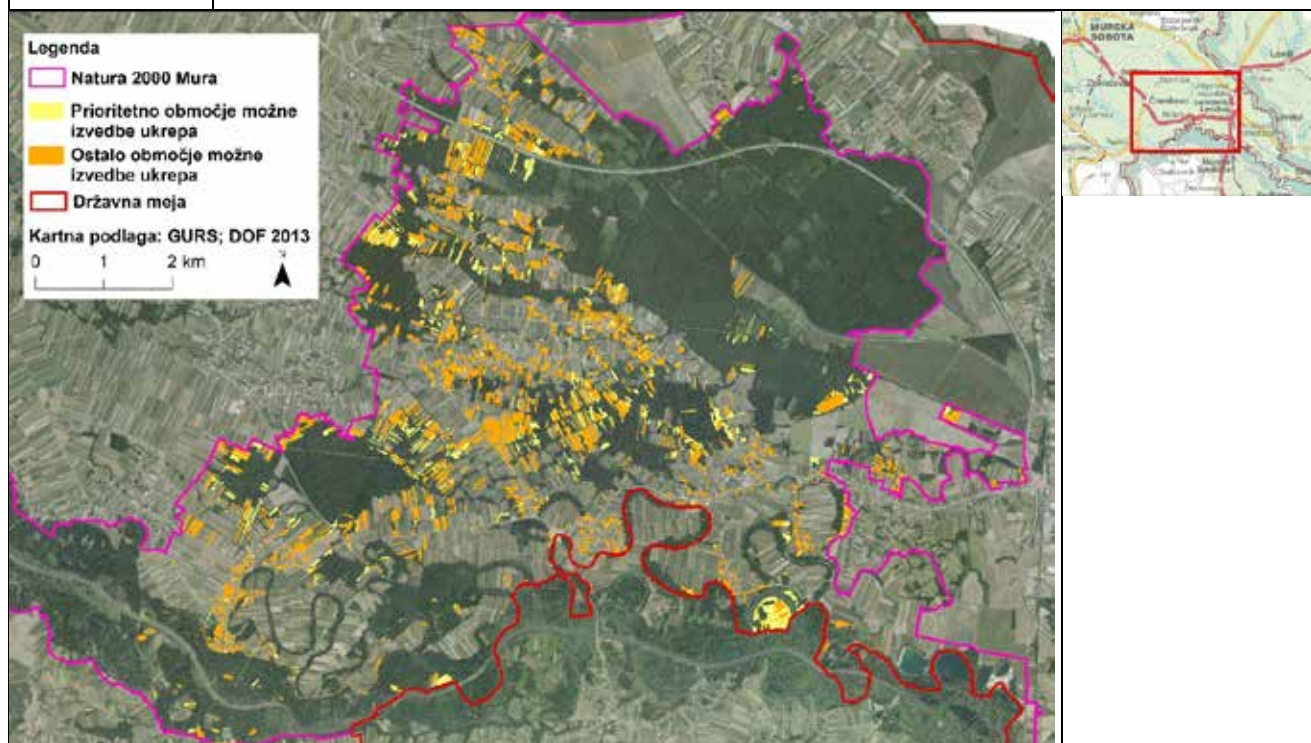 Legenda
Natura 2000 Mura
Prioritetno območje možne
izvedbe ukrepa
Ostalo območje možne
izvedbe ukrepa
Državna meja
Kartna podlaga: GURS; DOF 2013
0 1 2 km
MURSKA
SOBOTA